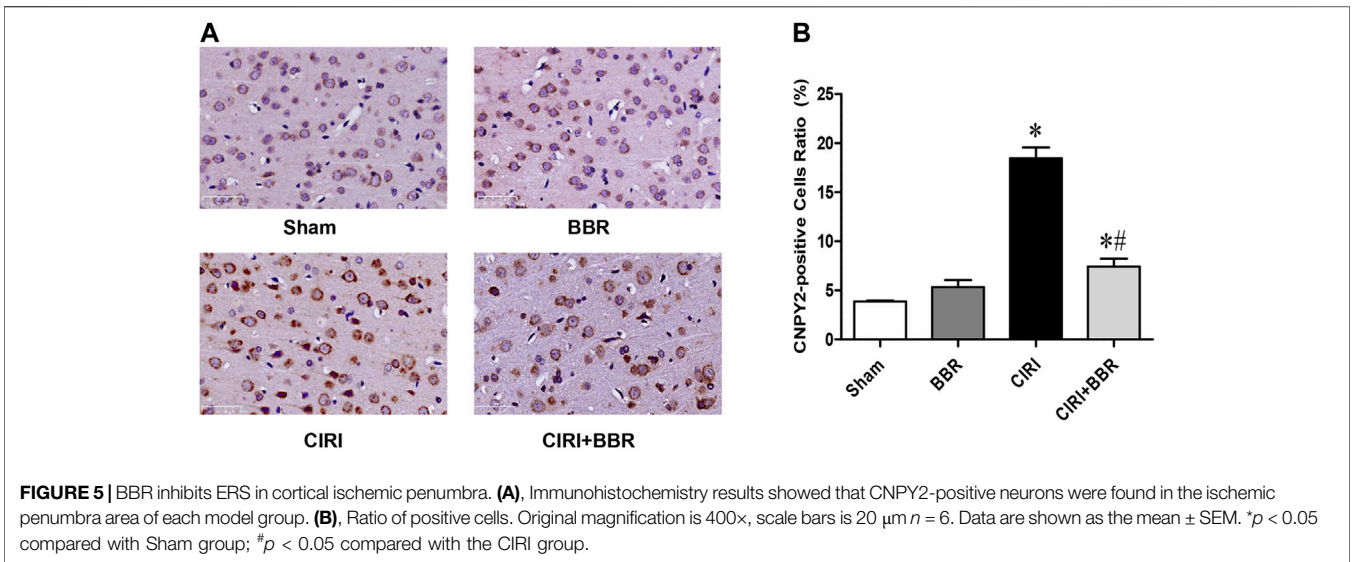 A
Sham
BBR
CIRI
CIRI+BBR
B
CNPY2-positive Cells Ratio (%)
25
20
15
10
5
0
*
*#
Sham
BBR
CIRI
CIRI+BBR
FIGURE 5 | BBR inhibits ERS in cortical ischemic penumbra. (A), Immunohistochemistry results showed that CNPY2-positive neurons were found in the ischemic
penumbra area of each model group. (B), Ratio of positive cells. Original magnification is 400×, scale bars is 20 μm n = 6. Data are shown as the mean ± SEM. *p < 0.05
compared with Sham group; #p < 0.05 compared with the CIRI group.